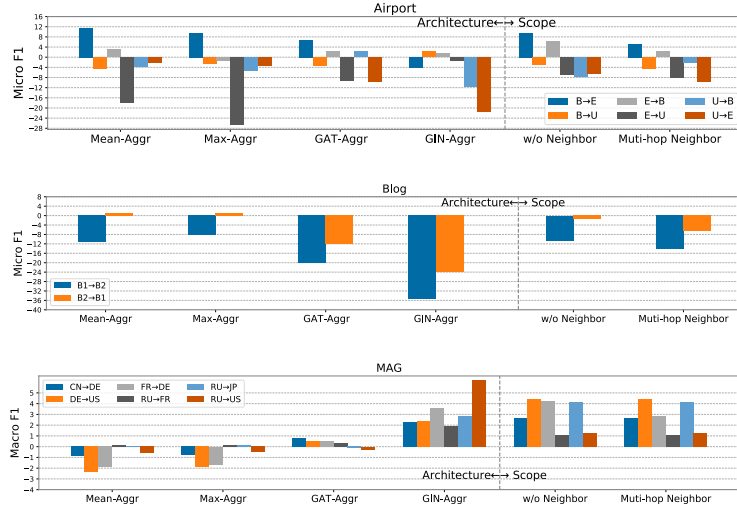 Airport
Architecture←→ Scope
Micro F1
16
12
8
4
0
−4
−8
−12
−16
−20
−24
−28
B→E E→B U→B
B→U E→U U→E
Mean-Aggr Max-Aggr GAT-Aggr GIN-Aggr w/o Neighbor Muti-hop Neighbor
Blog
Architecture←→ Scope
Micro F1
8
4
0
−4
−8
−12
−16
−20
−24
−28
−32
−36
−40
B1→B2
B2→B1
Mean-Aggr Max-Aggr GAT-Aggr GIN-Aggr w/o Neighbor Muti-hop Neighbor
MAG
CN→DE FR→DE RU→JP
DE→US RU→FR RU→US
Macro F1
5
4
3
2
1
0
−1
−2
−3
−4
Architecture←→ Scope
Mean-Aggr Max-Aggr GAT-Aggr GIN-Aggr w/o Neighbor Muti-hop Neighbor